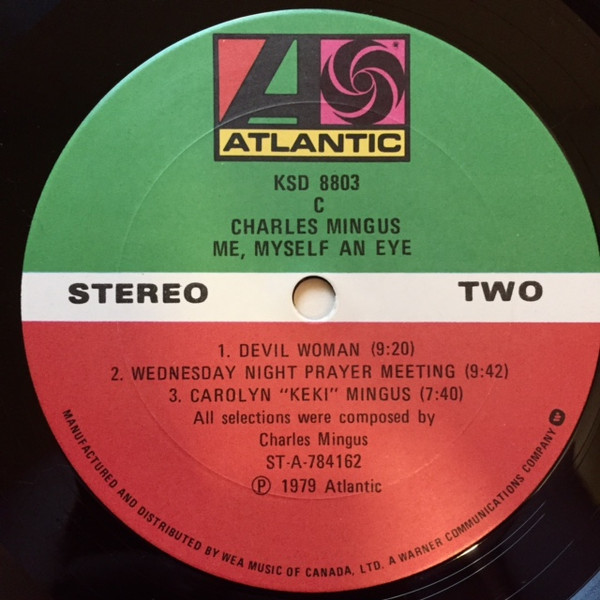 ATLANTIC
KSD 8803
C
CHARLES MINGUS
ME, MYSELF AN EYE
STEREO TWO
1. DEVIL WOMAN (9:20)
2. WEDNESDAY NIGHT PRAYER MEETING (9:42)
3. CAROLYN "KEKI" MINGUS (7:40)
All selections were composed by
Charles Mingus
ST-A-784162
℗ 1979 Atlantic
MANUFACTURED AND DISTRIBUTED BY WEA MUSIC OF CANADA, LTD. A WARNER COMMUNICATIONS COMPANY